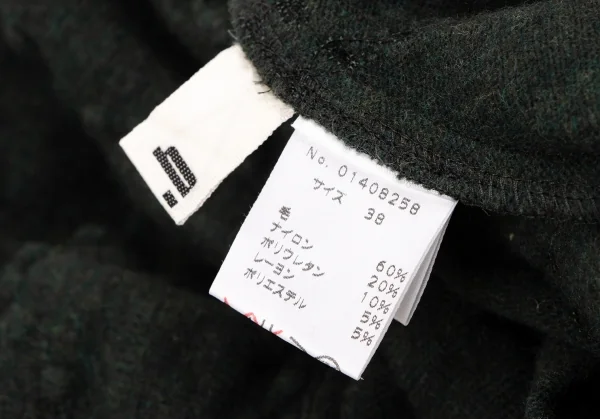 .b
No. 01408258
サイズ 38
毛 60%
ナイロン 20%
ポリウレタン 10%
レーヨン 5%
ポリエステル 5%